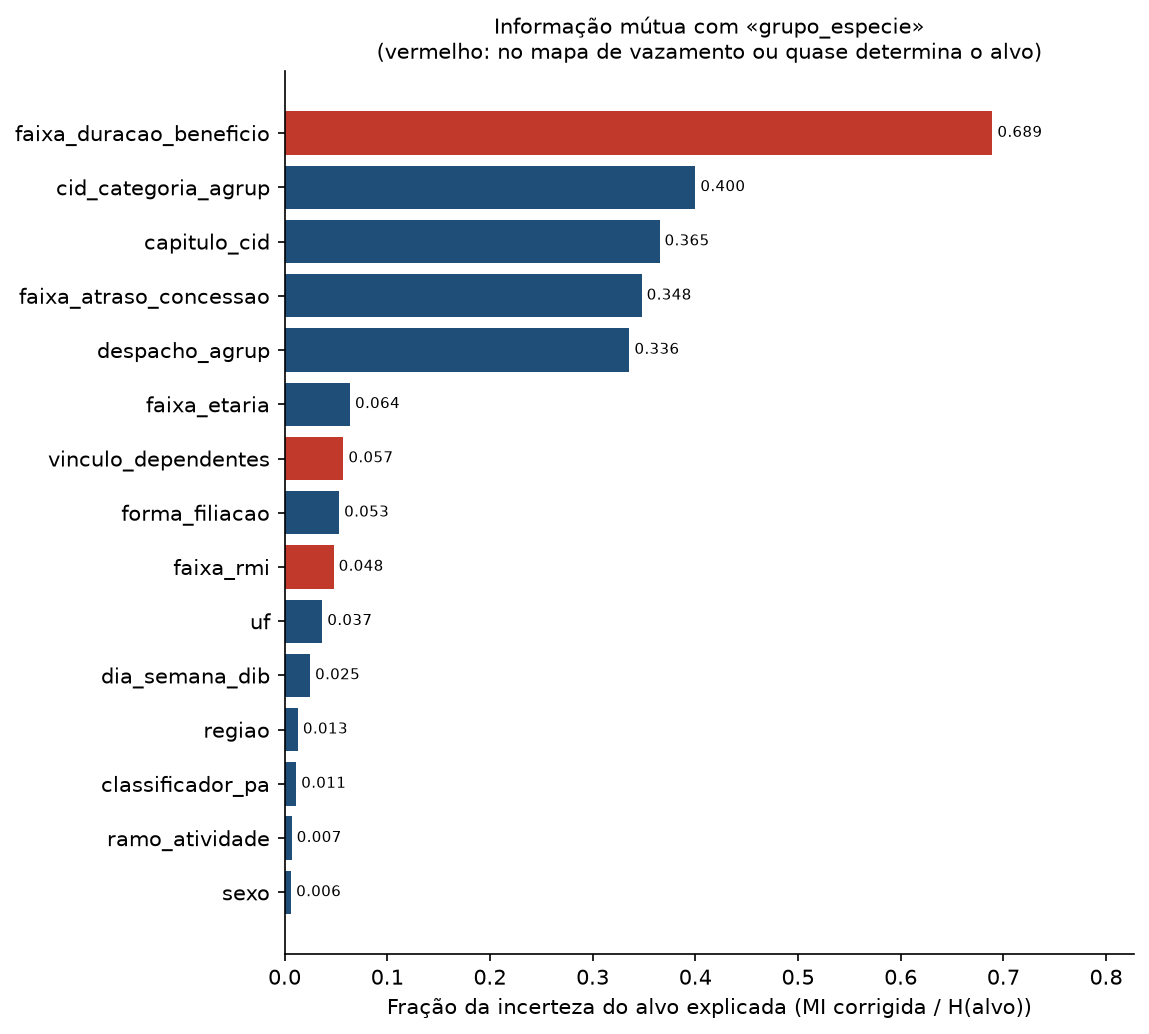 Informação mútua com «grupo_especie»
(vermelho: no mapa de vazamento ou quase determina o alvo)
faixa_duracao_beneficio 0.689
cid_categoria_agrup 0.400
capitulo_cid 0.365
faixa_atraso_concessao 0.348
despacho_agrup 0.336
faixa_etaria 0.064
vinculo_dependentes 0.057
forma_filiacao 0.053
faixa_rmi 0.048
uf 0.037
dia_semana_dib 0.025
regiao 0.013
classificador_pa 0.011
ramo_atividade 0.007
sexo 0.006
0.0 0.1 0.2 0.3 0.4 0.5 0.6 0.7 0.8
Fração da incerteza do alvo explicada (MI corrigida / H(alvo))